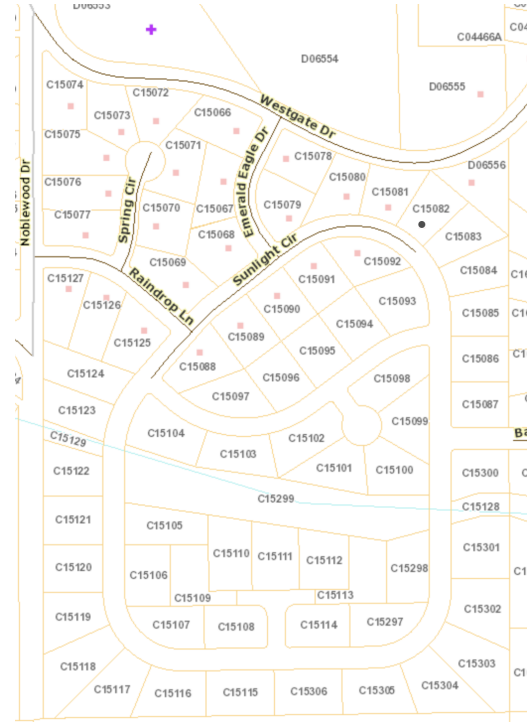 D06553
C04466A
D06554
C15074
D06555
C15072
C15073
C15066
Westgate Dr
C15075
C15071
C15078
D06556
C15076
Emerald Eagle Dr
C15080
C15081
Noblewood Dr
Spring Cir
C15070
C15067
C15079
C15082
C15077
C15068
C15083
Sunlight Cir
C15069
C15092
C15084
C15127
Raindrop Ln
C15091
C15126
C15090
C15093
C15085
C15125
C15089
C15094
C15095
C15086
C15088
C15124
C15096
C15098
C15097
C15087
C15123
C15099
C15104
C15102
C15129
C15103
C15122
C15101
C15100
C15300
C15299
C15128
C15121
C15105
C15301
C15110
C15111
C15112
C15120
C15106
C15298
C15109
C15113
C15302
C15119
C15107
C15108
C15114
C15297
C15118
C15303
C15117
C15116
C15115
C15306
C15305
C15304